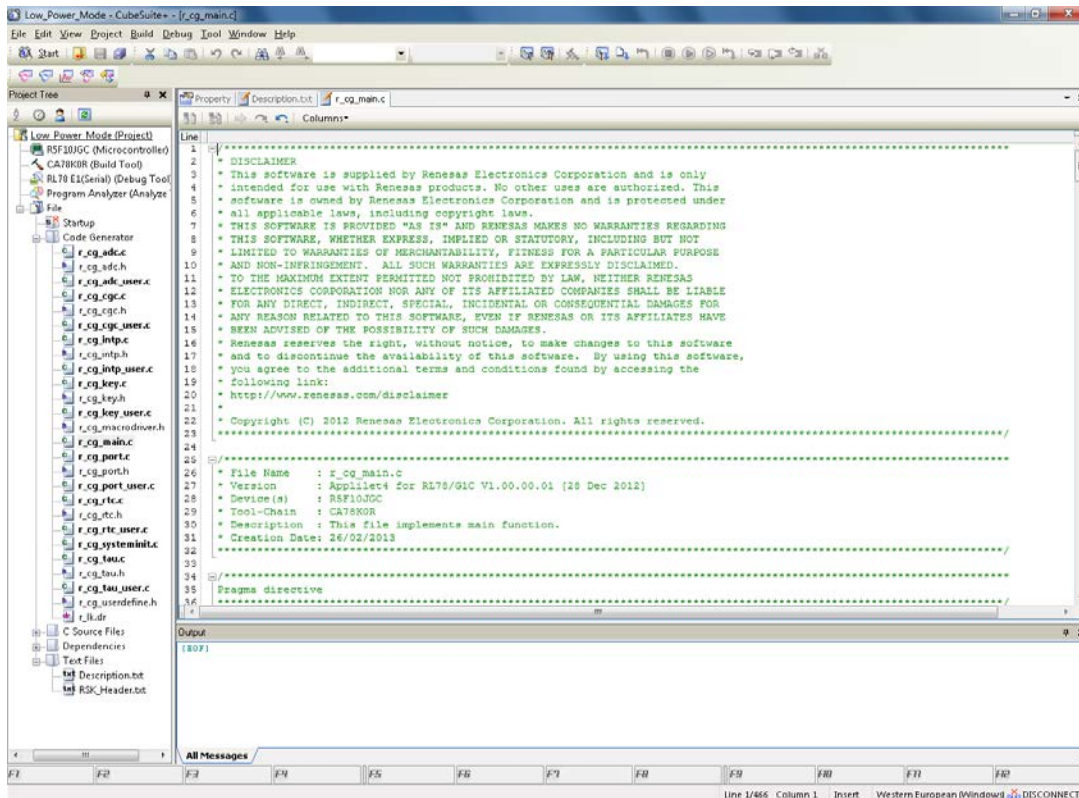 Low_Power_Mode - CubeSuite+ - [r_cg_main.c]
File Edit View Project Build Debug Tool Window Help
Start
Project Tree
Property Description.txt r_cg_main.c
Columns
Low_Power_Mode (Project)
R5F10JGC (Microcontroller)
CA78K0R (Build Tool)
RL78 E1(Serial) (Debug Tool
Program Analyzer (Analyze
File
Startup
Code Generator
r_cg_adc.c
r_cg_adc.h
r_cg_adc_user.c
r_cg_cgc.c
r_cg_cgc.h
r_cg_cgc_user.c
r_cg_intp.c
r_cg_intp.h
r_cg_intp_user.c
r_cg_key.c
r_cg_key.h
r_cg_key_user.c
r_cg_macrodriver.h
r_cg_main.c
r_cg_port.c
r_cg_port.h
r_cg_port_user.c
r_cg_rtc.c
r_cg_rtc.h
r_cg_rtc_user.c
r_cg_systeminit.c
r_cg_tau.c
r_cg_tau.h
r_cg_tau_user.c
r_cg_userdefine.h
r_lk.dr
C Source Files
Dependencies
Text Files
Description.txt
RSK_Header.txt
Line
1 /***********************************************************************************************************************
2 * DISCLAIMER
3 * This software is supplied by Renesas Electronics Corporation and is only
4 * intended for use with Renesas products. No other uses are authorized. This
5 * software is owned by Renesas Electronics Corporation and is protected under
6 * all applicable laws, including copyright laws.
7 * THIS SOFTWARE IS PROVIDED "AS IS" AND RENESAS MAKES NO WARRANTIES REGARDING
8 * THIS SOFTWARE, WHETHER EXPRESS, IMPLIED OR STATUTORY, INCLUDING BUT NOT
9 * LIMITED TO WARRANTIES OF MERCHANTABILITY, FITNESS FOR A PARTICULAR PURPOSE
10 * AND NON-INFRINGEMENT.  ALL SUCH WARRANTIES ARE EXPRESSLY DISCLAIMED.
11 * TO THE MAXIMUM EXTENT PERMITTED NOT PROHIBITED BY LAW, NEITHER RENESAS
12 * ELECTRONICS CORPORATION NOR ANY OF ITS AFFILIATED COMPANIES SHALL BE LIABLE
13 * FOR ANY DIRECT, INDIRECT, SPECIAL, INCIDENTAL OR CONSEQUENTIAL DAMAGES FOR
14 * ANY REASON RELATED TO THIS SOFTWARE, EVEN IF RENESAS OR ITS AFFILIATES HAVE
15 * BEEN ADVISED OF THE POSSIBILITY OF SUCH DAMAGES.
16 * Renesas reserves the right, without notice, to make changes to this software
17 * and to discontinue the availability of this software.  By using this software,
18 * you agree to the additional terms and conditions found by accessing the
19 * following link:
20 * http://www.renesas.com/disclaimer
21 *
22 * Copyright (C) 2012 Renesas Electronics Corporation. All rights reserved.
23 ***********************************************************************************************************************/
24
25 /***********************************************************************************************************************
26 * File Name    : r_cg_main.c
27 * Version      : Applilet4 for RL78/G1C V1.00.00.01 [28 Dec 2012]
28 * Device(s)    : R5F10JGC
29 * Tool-Chain   : CA78K0R
30 * Description  : This file implements main function.
31 * Creation Date: 26/02/2013
32 ***********************************************************************************************************************/
33
34 /***********************************************************************************************************************
35 Pragma directive
36 ***********************************************************************************************************************/
Output
[EOF]
All Messages
F1 F2 F3 F4 F5 F6 F7 F8 F9 F10 F11 F12
Line 1/466 Column 1 Insert Western European (Windows) DISCONNECT